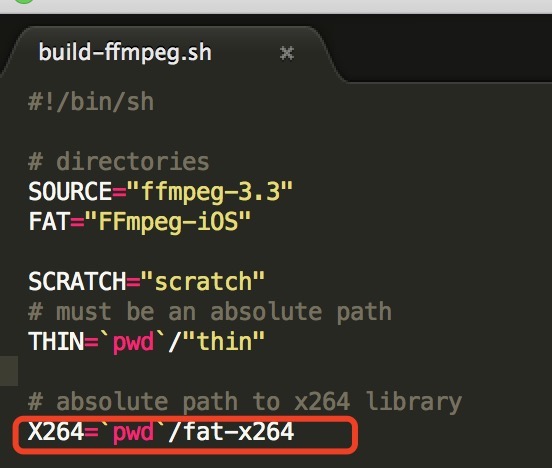 build-ffmpeg.sh
#!/bin/sh
# directories
SOURCE="ffmpeg-3.3"
FAT="FFmpeg-iOS"
SCRATCH="scratch"
# must be an absolute path
THIN=`pwd`/"thin"
# absolute path to x264 library
X264=`pwd`/fat-x264